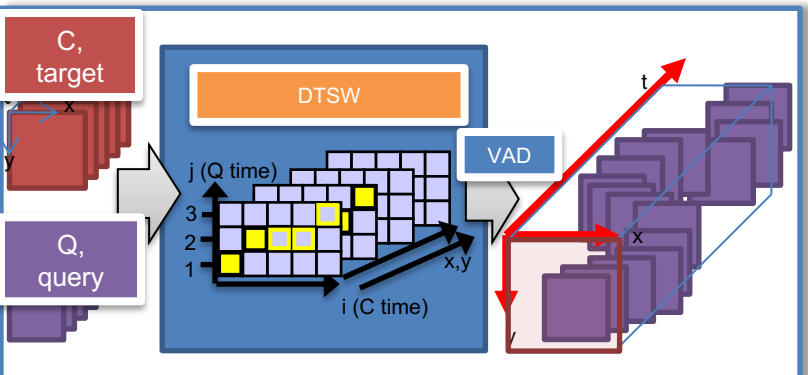 C,
target
x
y
Q,
query
DTSW
j (Q time)
3
2
1
i (C time)
x,y
VAD
t
x
y